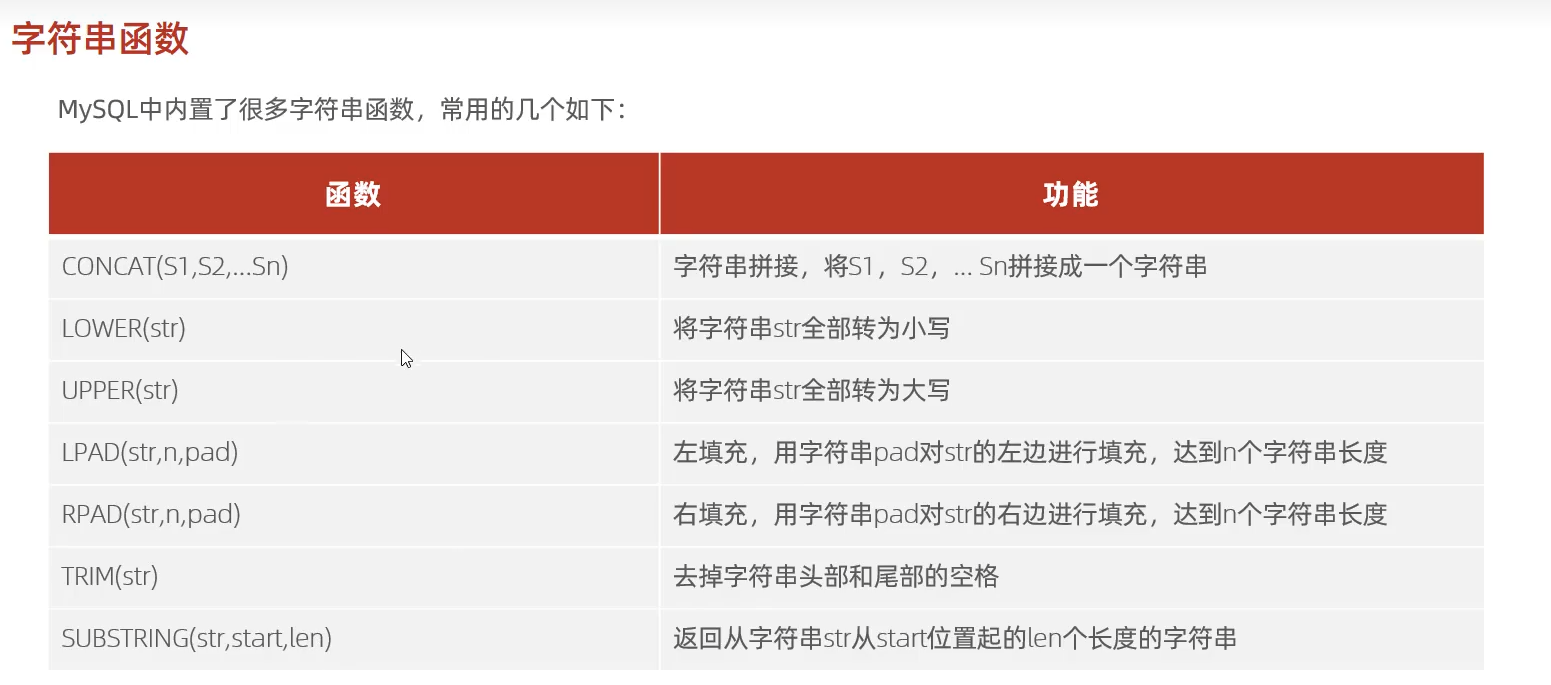 字符串函数
MySQL中内置了很多字符串函数，常用的几个如下：
函数 功能
CONCAT(S1,S2,...Sn) 字符串拼接，将S1，S2，... Sn拼接成一个字符串
LOWER(str) 将字符串str全部转为小写
UPPER(str) 将字符串str全部转为大写
LPAD(str,n,pad) 左填充，用字符串pad对str的左边进行填充，达到n个字符串长度
RPAD(str,n,pad) 右填充，用字符串pad对str的右边进行填充，达到n个字符串长度
TRIM(str) 去掉字符串头部和尾部的空格
SUBSTRING(str,start,len) 返回从字符串str从start位置起的len个长度的字符串